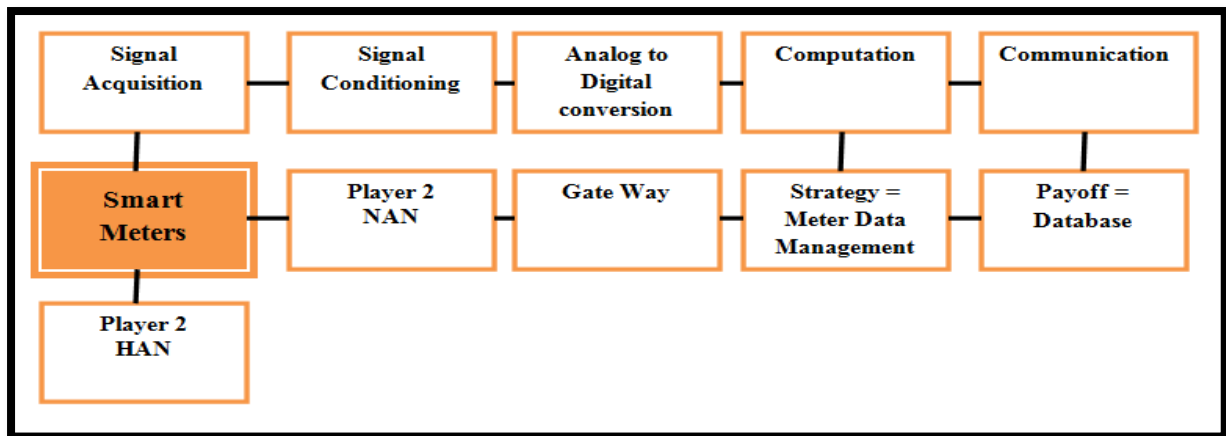 Signal
Acquisition
Signal
Conditioning
Analog to
Digital
conversion
Computation
Communication
Smart
Meters
Player 2
NAN
Gate Way
Strategy =
Meter Data
Management
Payoff =
Database
Player 2
HAN